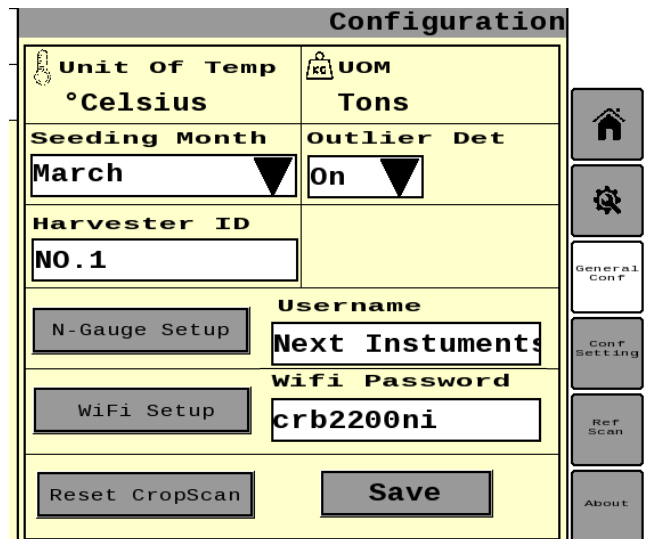 Configuration
Unit Of Temp
KG UOM
°Celsius
Tons
Seeding Month
Outlier Det
March
On
Harvester ID
NO.1
N-Gauge Setup
Username
Next Instuments
WiFi Setup
Wifi Password
crb2200ni
Reset CropScan
Save
General
Conf
Conf
Setting
Ref
Scan
About